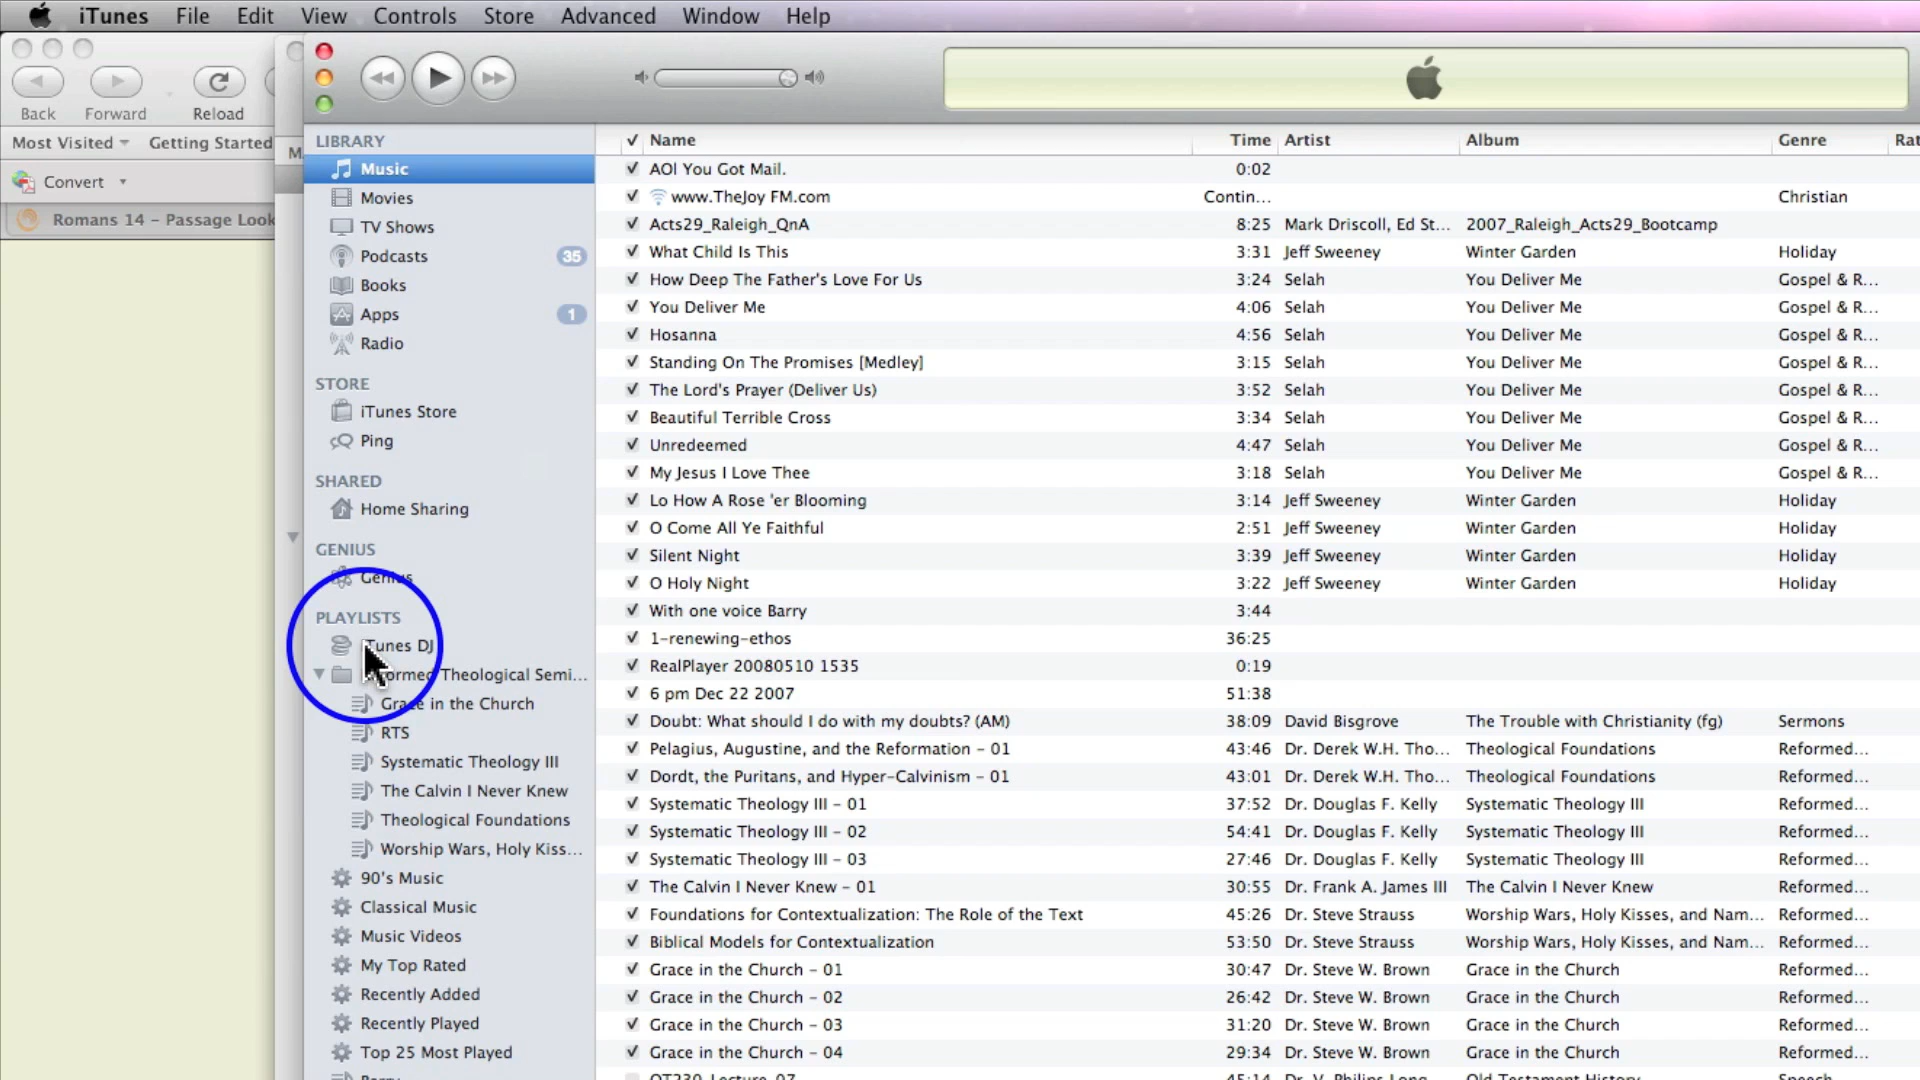 iTunes File Edit View Controls Store Advanced Window Help
Back Forward Reload
Most Visited Getting Started
Convert
Romans 14 – Passage Look
LIBRARY
Music
Movies
TV Shows
Podcasts 35
Books
Apps 1
Radio
STORE
iTunes Store
Ping
SHARED
Home Sharing
GENIUS
Genius
PLAYLISTS
iTunes DJ
Theological Semi...
Grace in the Church
RTS
Systematic Theology III
The Calvin I Never Knew
Theological Foundations
Worship Wars, Holy Kiss...
90's Music
Classical Music
Music Videos
My Top Rated
Recently Added
Recently Played
Top 25 Most Played
Name Time Artist Album Genre Rat
AOl You Got Mail. 0:02
www.TheJoy FM.com Contin... Christian
Acts29_Raleigh_QnA 8:25 Mark Driscoll, Ed St... 2007_Raleigh_Acts29_Bootcamp
What Child Is This 3:31 Jeff Sweeney Winter Garden Holiday
How Deep The Father's Love For Us 3:24 Selah You Deliver Me Gospel & R...
You Deliver Me 4:06 Selah You Deliver Me Gospel & R...
Hosanna 4:56 Selah You Deliver Me Gospel & R...
Standing On The Promises [Medley] 3:15 Selah You Deliver Me Gospel & R...
The Lord's Prayer (Deliver Us) 3:52 Selah You Deliver Me Gospel & R...
Beautiful Terrible Cross 3:34 Selah You Deliver Me Gospel & R...
Unredeemed 4:47 Selah You Deliver Me Gospel & R...
My Jesus I Love Thee 3:18 Selah You Deliver Me Gospel & R...
Lo How A Rose 'er Blooming 3:14 Jeff Sweeney Winter Garden Holiday
O Come All Ye Faithful 2:51 Jeff Sweeney Winter Garden Holiday
Silent Night 3:39 Jeff Sweeney Winter Garden Holiday
O Holy Night 3:22 Jeff Sweeney Winter Garden Holiday
With one voice Barry 3:44
1-renewing-ethos 36:25
RealPlayer 20080510 1535 0:19
6 pm Dec 22 2007 51:38
Doubt: What should I do with my doubts? (AM) 38:09 David Bisgrove The Trouble with Christianity (fg) Sermons
Pelagius, Augustine, and the Reformation – 01 43:46 Dr. Derek W.H. Tho... Theological Foundations Reformed...
Dordt, the Puritans, and Hyper-Calvinism – 01 43:01 Dr. Derek W.H. Tho... Theological Foundations Reformed...
Systematic Theology III – 01 37:52 Dr. Douglas F. Kelly Systematic Theology III Reformed...
Systematic Theology III – 02 54:41 Dr. Douglas F. Kelly Systematic Theology III Reformed...
Systematic Theology III – 03 27:46 Dr. Douglas F. Kelly Systematic Theology III Reformed...
The Calvin I Never Knew – 01 30:55 Dr. Frank A. James III The Calvin I Never Knew Reformed...
Foundations for Contextualization: The Role of the Text 45:26 Dr. Steve Strauss Worship Wars, Holy Kisses, and Nam... Reformed...
Biblical Models for Contextualization 53:50 Dr. Steve Strauss Worship Wars, Holy Kisses, and Nam... Reformed...
Grace in the Church – 01 30:47 Dr. Steve W. Brown Grace in the Church Reformed...
Grace in the Church – 02 26:42 Dr. Steve W. Brown Grace in the Church Reformed...
Grace in the Church – 03 31:20 Dr. Steve W. Brown Grace in the Church Reformed...
Grace in the Church – 04 29:34 Dr. Steve W. Brown Grace in the Church Reformed...